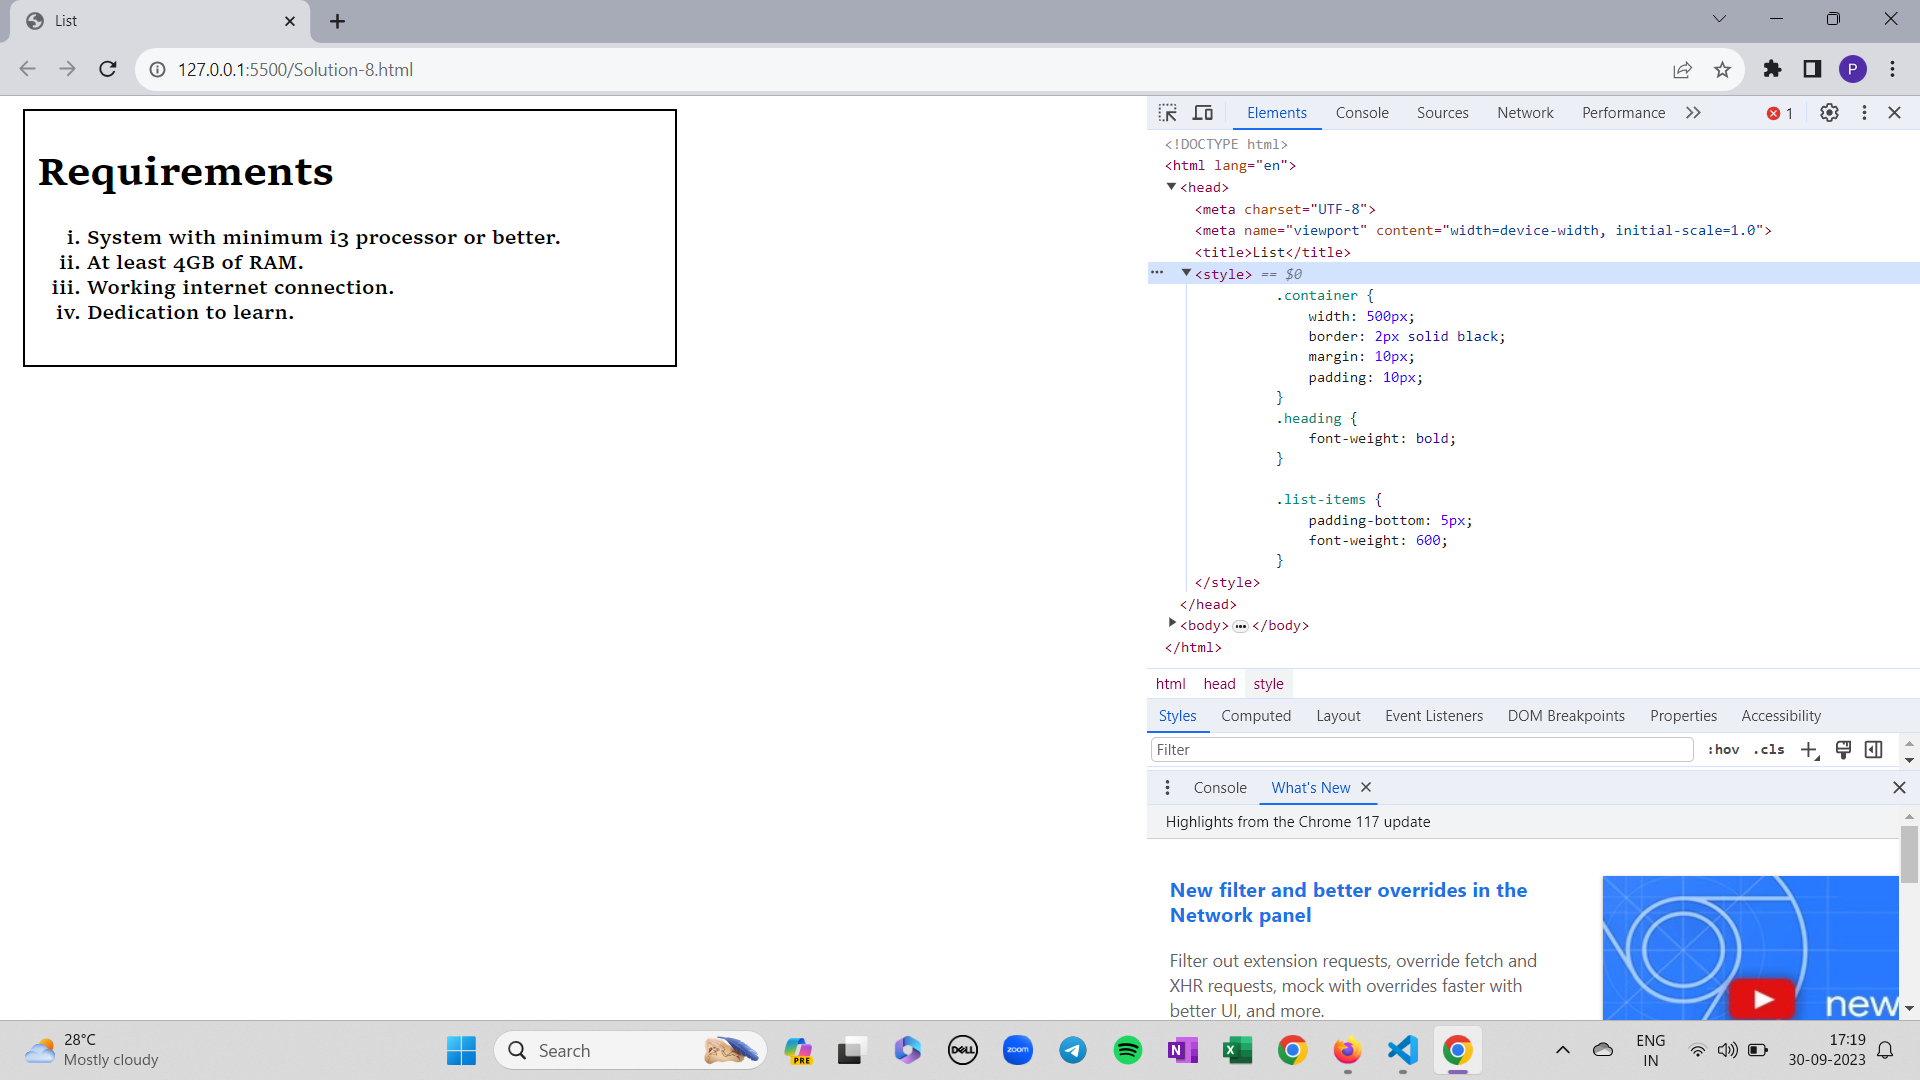 List
127.0.0.1:5500/Solution-8.html
P
Requirements
i. System with minimum i3 processor or better.
ii. At least 4GB of RAM.
iii. Working internet connection.
iv. Dedication to learn.
Elements Console Sources Network Performance 1
<!DOCTYPE html>
<html lang="en">
<head>
<meta charset="UTF-8">
<meta name="viewport" content="width=device-width, initial-scale=1.0">
<title>List</title>
<style> == $0
.container {
width: 500px;
border: 2px solid black;
margin: 10px;
padding: 10px;
}
.heading {
font-weight: bold;
}
.list-items {
padding-bottom: 5px;
font-weight: 600;
}
</style>
</head>
<body> ••• </body>
</html>
html head style
Styles Computed Layout Event Listeners DOM Breakpoints Properties Accessibility
Filter :hov .cls
Console What's New
Highlights from the Chrome 117 update
New filter and better overrides in the
Network panel
Filter out extension requests, override fetch and
XHR requests, mock with overrides faster with
better UI, and more.
new
28°C
Mostly cloudy
Search
PRE
DELL
zoom
N
X
ENG
IN
17:19
30-09-2023